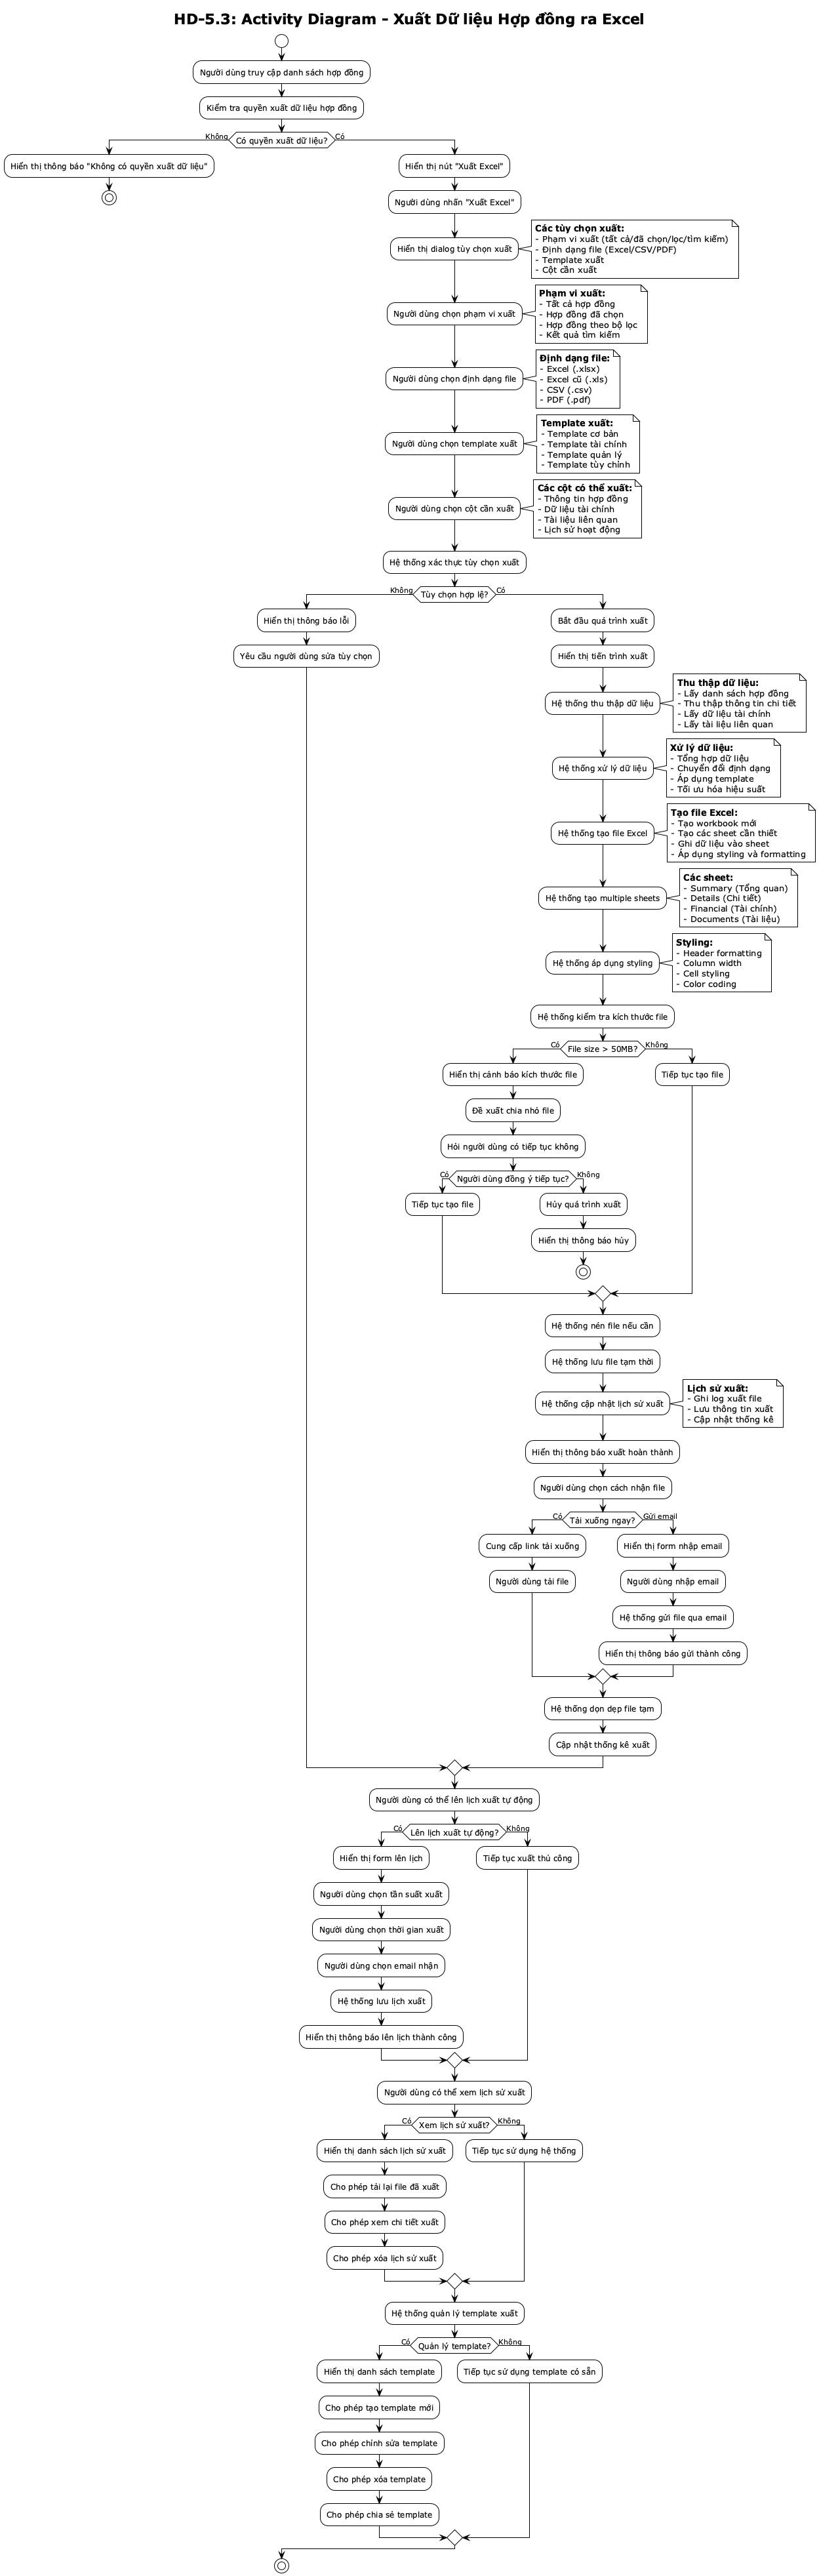 HD-5.3: Activity Diagram - Xuất Dữ liệu Hợp đồng ra Excel
Người dùng truy cập danh sách hợp đồng
Kiểm tra quyền xuất dữ liệu hợp đồng
Có quyền xuất dữ liệu?
Không
Có
Hiển thị thông báo "Không có quyền xuất dữ liệu"
Hiển thị nút "Xuất Excel"
Người dùng nhấn "Xuất Excel"
Hiển thị dialog tùy chọn xuất
Các tùy chọn xuất:
- Phạm vi xuất (tất cả/đã chọn/lọc/tìm kiếm)
- Định dạng file (Excel/CSV/PDF)
- Template xuất
- Cột cần xuất
Người dùng chọn phạm vi xuất
Phạm vi xuất:
- Tất cả hợp đồng
- Hợp đồng đã chọn
- Hợp đồng theo bộ lọc
- Kết quả tìm kiếm
Người dùng chọn định dạng file
Định dạng file:
- Excel (.xlsx)
- Excel cũ (.xls)
- CSV (.csv)
- PDF (.pdf)
Người dùng chọn template xuất
Template xuất:
- Template cơ bản
- Template tài chính
- Template quản lý
- Template tùy chỉnh
Người dùng chọn cột cần xuất
Các cột có thể xuất:
- Thông tin hợp đồng
- Dữ liệu tài chính
- Tài liệu liên quan
- Lịch sử hoạt động
Hệ thống xác thực tùy chọn xuất
Tùy chọn hợp lệ?
Không
Có
Hiển thị thông báo lỗi
Yêu cầu người dùng sửa tùy chọn
Bắt đầu quá trình xuất
Hiển thị tiến trình xuất
Hệ thống thu thập dữ liệu
Thu thập dữ liệu:
- Lấy danh sách hợp đồng
- Thu thập thông tin chi tiết
- Lấy dữ liệu tài chính
- Lấy tài liệu liên quan
Hệ thống xử lý dữ liệu
Xử lý dữ liệu:
- Tổng hợp dữ liệu
- Chuyển đổi định dạng
- Áp dụng template
- Tối ưu hóa hiệu suất
Hệ thống tạo file Excel
Tạo file Excel:
- Tạo workbook mới
- Tạo các sheet cần thiết
- Ghi dữ liệu vào sheet
- Áp dụng styling và formatting
Hệ thống tạo multiple sheets
Các sheet:
- Summary (Tổng quan)
- Details (Chi tiết)
- Financial (Tài chính)
- Documents (Tài liệu)
Hệ thống áp dụng styling
Styling:
- Header formatting
- Column width
- Cell styling
- Color coding
Hệ thống kiểm tra kích thước file
File size > 50MB?
Có
Không
Hiển thị cảnh báo kích thước file
Đề xuất chia nhỏ file
Hỏi người dùng có tiếp tục không
Người dùng đồng ý tiếp tục?
Có
Không
Tiếp tục tạo file
Hủy quá trình xuất
Hiển thị thông báo hủy
Tiếp tục tạo file
Hệ thống nén file nếu cần
Hệ thống lưu file tạm thời
Hệ thống cập nhật lịch sử xuất
Lịch sử xuất:
- Ghi log xuất file
- Lưu thông tin xuất
- Cập nhật thống kê
Hiển thị thông báo xuất hoàn thành
Người dùng chọn cách nhận file
Tải xuống ngay?
Có
Gửi email
Cung cấp link tải xuống
Người dùng tải file
Hiển thị form nhập email
Người dùng nhập email
Hệ thống gửi file qua email
Hiển thị thông báo gửi thành công
Hệ thống dọn dẹp file tạm
Cập nhật thống kê xuất
Người dùng có thể lên lịch xuất tự động
Lên lịch xuất tự động?
Có
Không
Hiển thị form lên lịch
Người dùng chọn tần suất xuất
Người dùng chọn thời gian xuất
Người dùng chọn email nhận
Hệ thống lưu lịch xuất
Hiển thị thông báo lên lịch thành công
Tiếp tục xuất thủ công
Người dùng có thể xem lịch sử xuất
Xem lịch sử xuất?
Có
Không
Hiển thị danh sách lịch sử xuất
Cho phép tải lại file đã xuất
Cho phép xem chi tiết xuất
Cho phép xóa lịch sử xuất
Tiếp tục sử dụng hệ thống
Hệ thống quản lý template xuất
Quản lý template?
Có
Không
Hiển thị danh sách template
Cho phép tạo template mới
Cho phép chỉnh sửa template
Cho phép xóa template
Cho phép chia sẻ template
Tiếp tục sử dụng template có sẵn